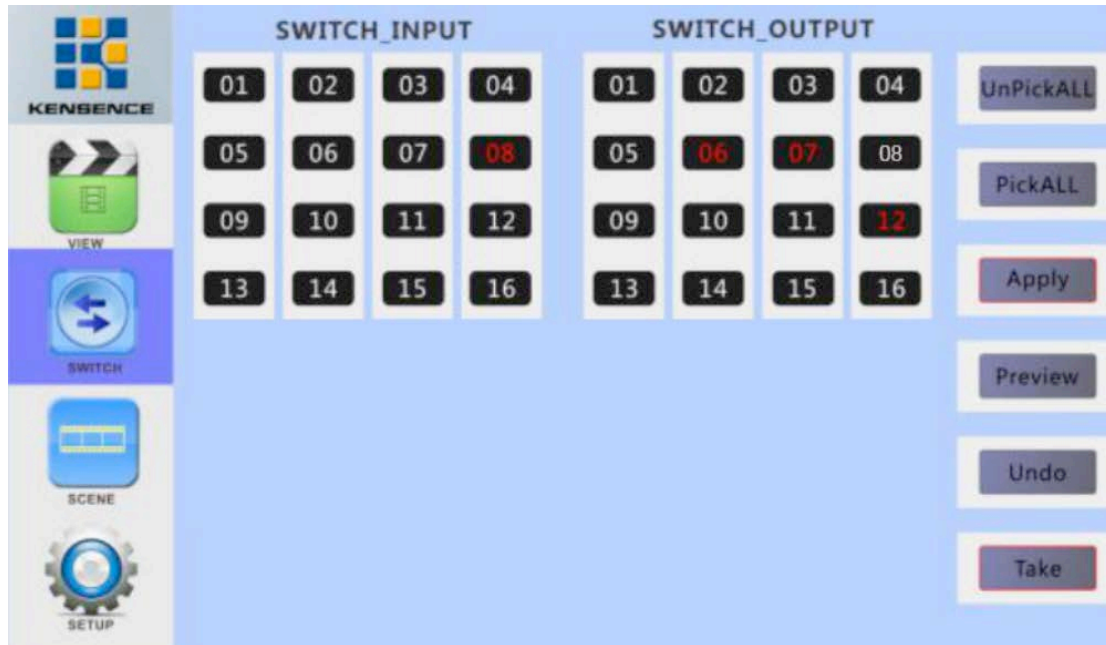 KENSENCE
VIEW
SWITCH
SCENE
SETUP
SWITCH_INPUT
01 02 03 04
05 06 07 08
09 10 11 12
13 14 15 16
SWITCH_OUTPUT
01 02 03 04
05 06 07 08
09 10 11 12
13 14 15 16
UnPickALL
PickALL
Apply
Preview
Undo
Take